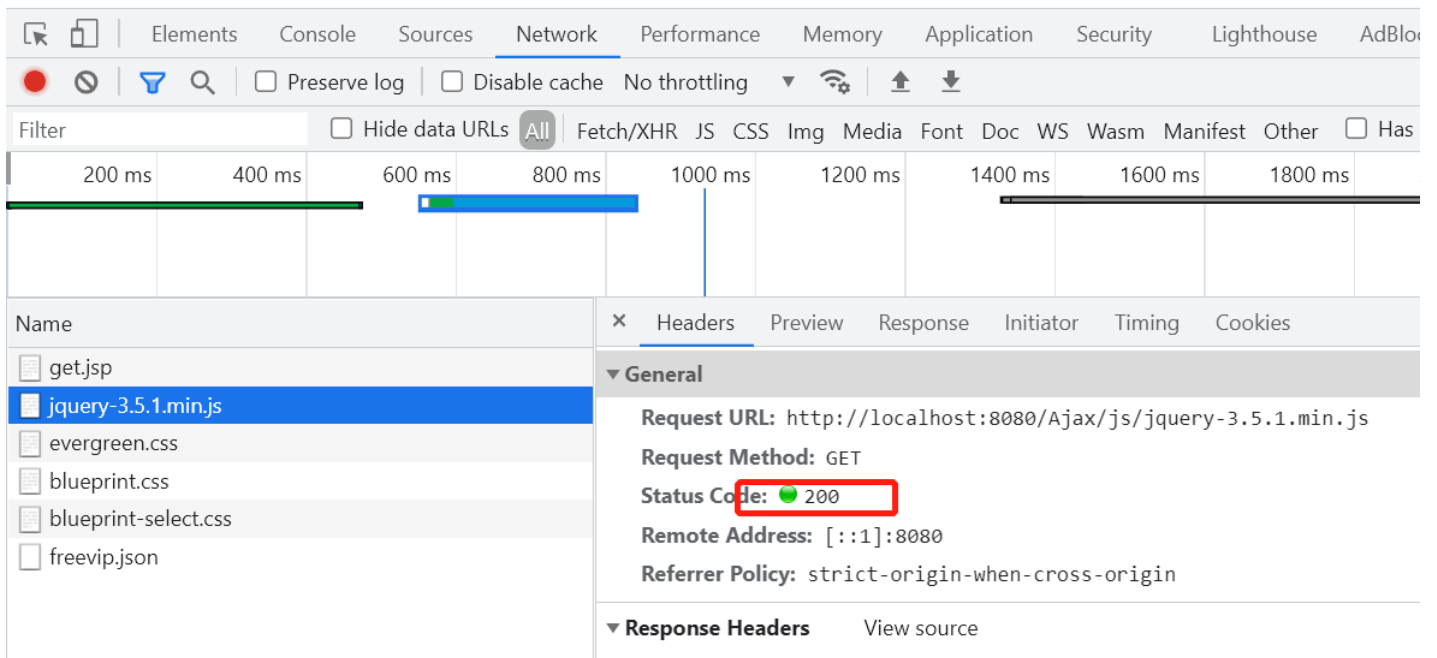 Elements Console Sources Network Performance Memory Application Security Lighthouse AdBloc
Preserve log Disable cache No throttling
Filter Hide data URLs All Fetch/XHR JS CSS Img Media Font Doc WS Wasm Manifest Other Has
200 ms 400 ms 600 ms 800 ms 1000 ms 1200 ms 1400 ms 1600 ms 1800 ms
Name × Headers Preview Response Initiator Timing Cookies
get.jsp
jquery-3.5.1.min.js
evergreen.css
blueprint.css
blueprint-select.css
freevip.json
General
Request URL: http://localhost:8080/Ajax/js/jquery-3.5.1.min.js
Request Method: GET
Status Code: 200
Remote Address: [::1]:8080
Referrer Policy: strict-origin-when-cross-origin
Response Headers View source